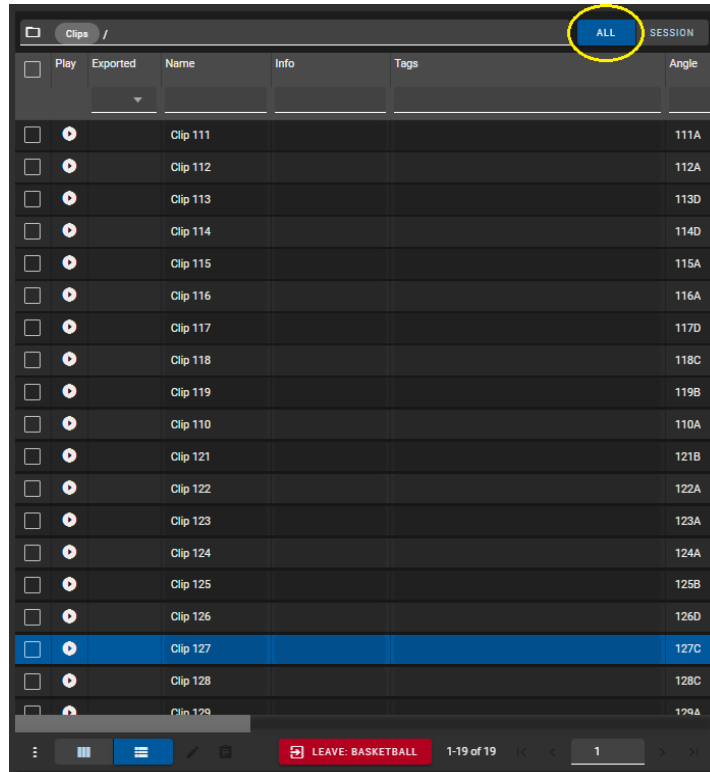 Clips / ALL SESSION
Play Exported Name Info Tags Angle
Clip 111 111A
Clip 112 112A
Clip 113 113D
Clip 114 114D
Clip 115 115A
Clip 116 116A
Clip 117 117D
Clip 118 118C
Clip 119 119B
Clip 110 110A
Clip 121 121B
Clip 122 122A
Clip 123 123A
Clip 124 124A
Clip 125 125B
Clip 126 126D
Clip 127 127C
Clip 128 128C
Clip 129 129A
LEAVE: BASKETBALL 1-19 of 19 1